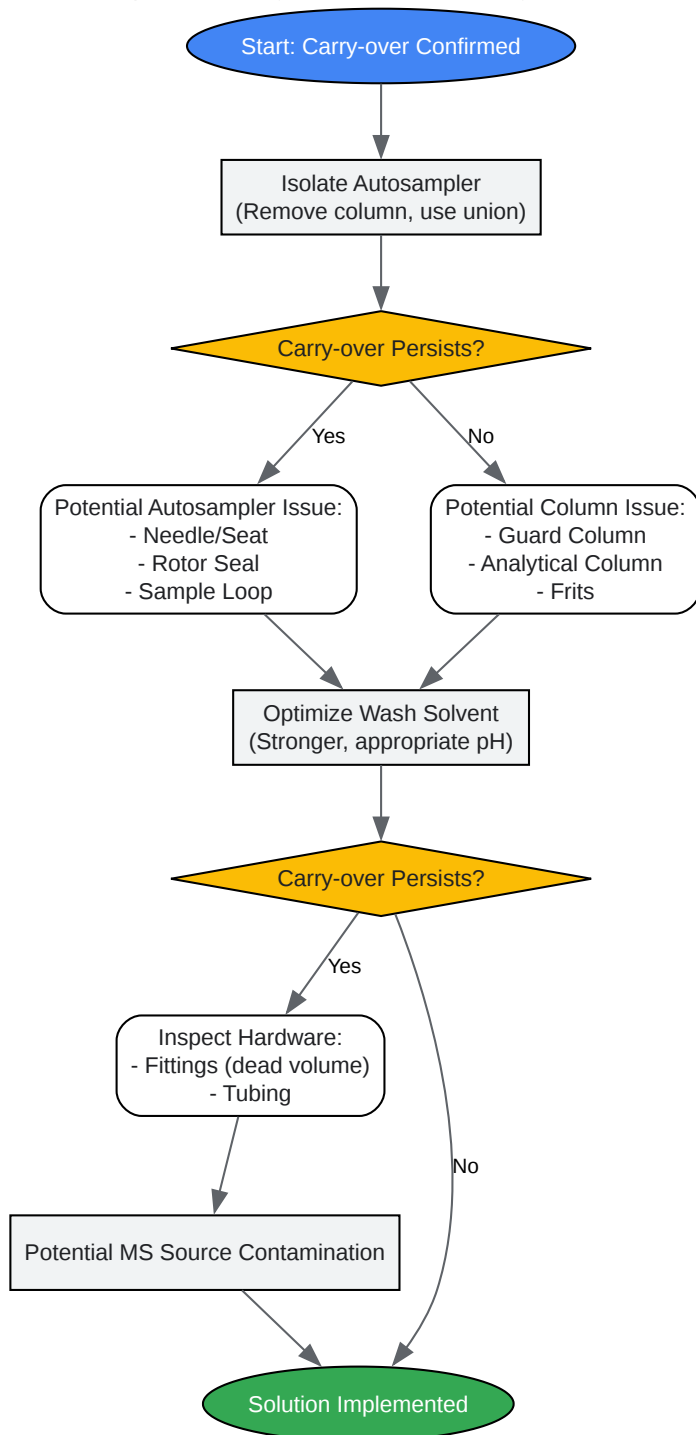 Start: Carry-over Confirmed
Isolate Autosampler
(Remove column, use union)
Carry-over Persists?
Yes
No
Potential Autosampler Issue:
- Needle/Seat
- Rotor Seal
- Sample Loop
Potential Column Issue:
- Guard Column
- Analytical Column
- Frits
Optimize Wash Solvent
(Stronger, appropriate pH)
Carry-over Persists?
Yes
Inspect Hardware:
- Fittings (dead volume)
- Tubing
No
Potential MS Source Contamination
Solution Implemented